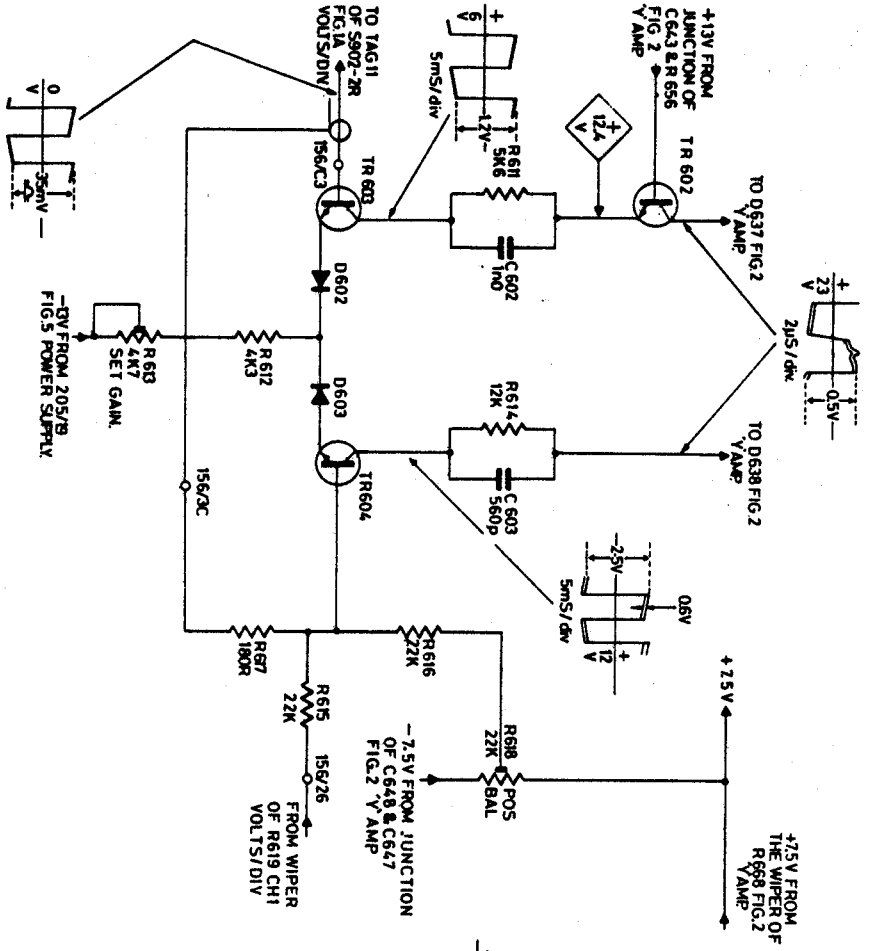 +13V FROM
JUNCTION OF
C643 & R656
FIG 2
'Y' AMP
TR 602
TO D637 FIG.2
'Y' AMP.
+
23
V
0.5V
2µS/div.
TO D638 FIG.2
'Y' AMP
+7.5V
+7.5V FROM
THE WIPER OF
R668 FIG.2
'Y' AMP.
+
12.4
V
+
6
V
1.2V
5mS/div
R611
5K6
C602
1n0
R614
12K
C603
560p
-2.5V-
0.6V
+
12
V
5mS/div
TO TAG 11
OF S902-2R
FIG.1A
VOLTS/DIV
156/C3
TR603
D602
D603
TR604
R616
22K
R618
22K
POS
BAL
-7.5V FROM JUNCTION
OF C648 & C647
FIG.2 'Y' AMP
0
V
35mV
R612
4K3
R613
4K7
SET GAIN.
-13V FROM 205/19
FIG.5 POWER SUPPLY.
156/3C
R617
180R
R615
22K
156/26
FROM WIPER
OF R619 CH1
VOLTS/DIV